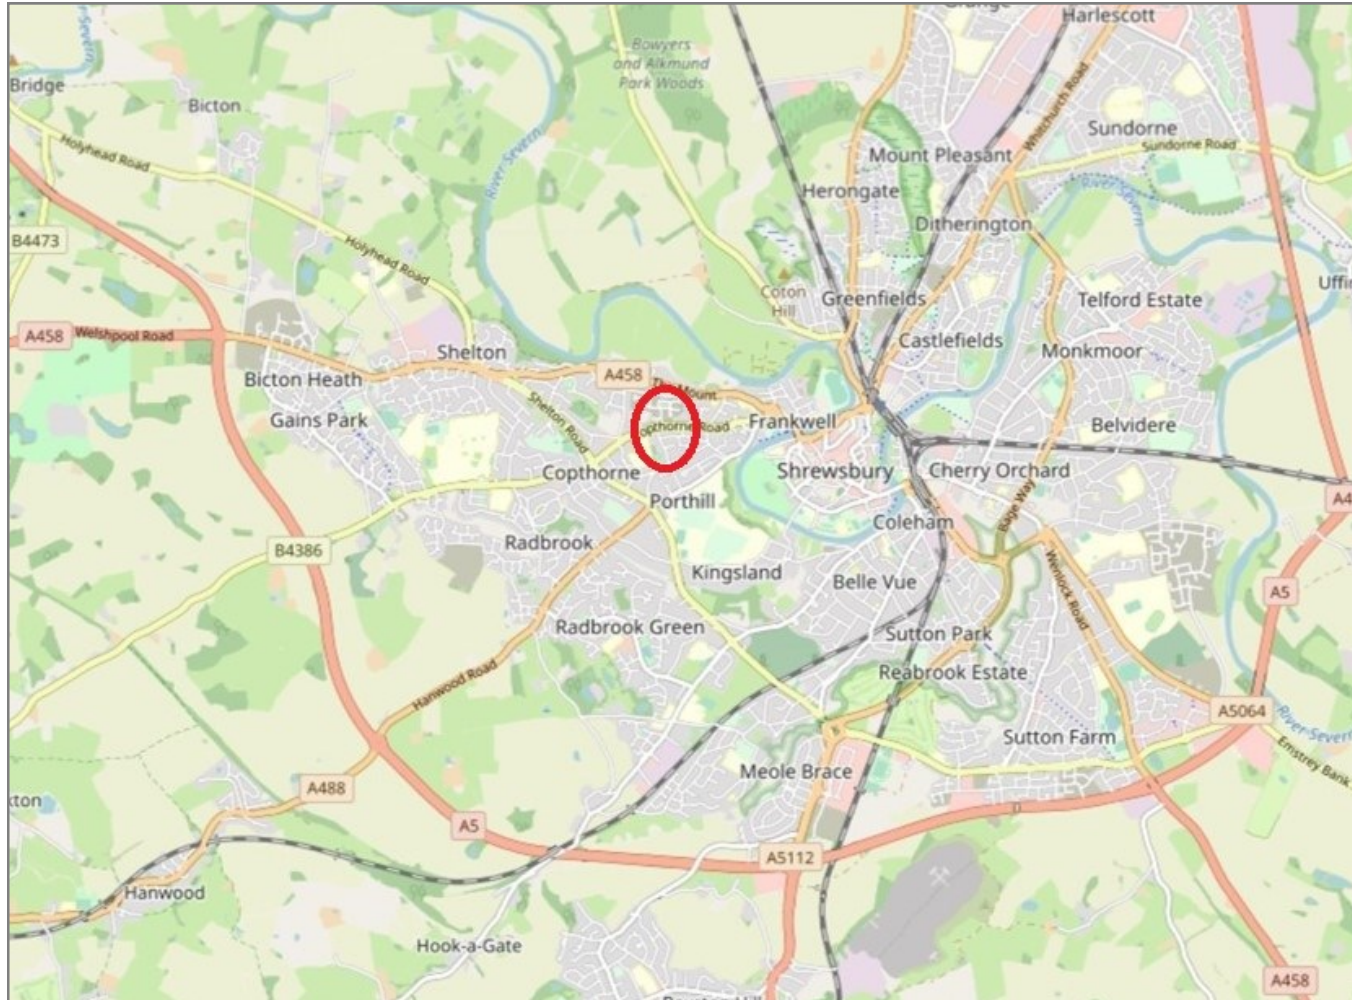 Grange
Harlescott
Bowyers
and Alkmund
Park Woods
Bridge
Bicton
Whitchurch Road
Sundorne
Sundorne Road
Holyhead Road
River Severn
Mount Pleasant
Herongate
River Severn
Ditherington
B4473
Holyhead Road
Coton
Hill
Greenfields
Telford Estate
A458
Welshpool Road
Castlefields
Monkmoor
Shelton
Bicton Heath
A458
The Mount
Gains Park
Shelton Road
opthorne Road
Frankwell
Belvidere
Copthorne
Shrewsbury
Cherry Orchard
Porthill
Coleham
Radbrook
B4386
Kingsland
Belle Vue
Wenlock Road
A5
Radbrook Green
Sutton Park
Reabrook Estate
Hanwood Road
A5064
River Severn
Sutton Farm
Emstrey Bank
Meole Brace
A488
A5
A5112
Hanwood
Hook-a-Gate
A458